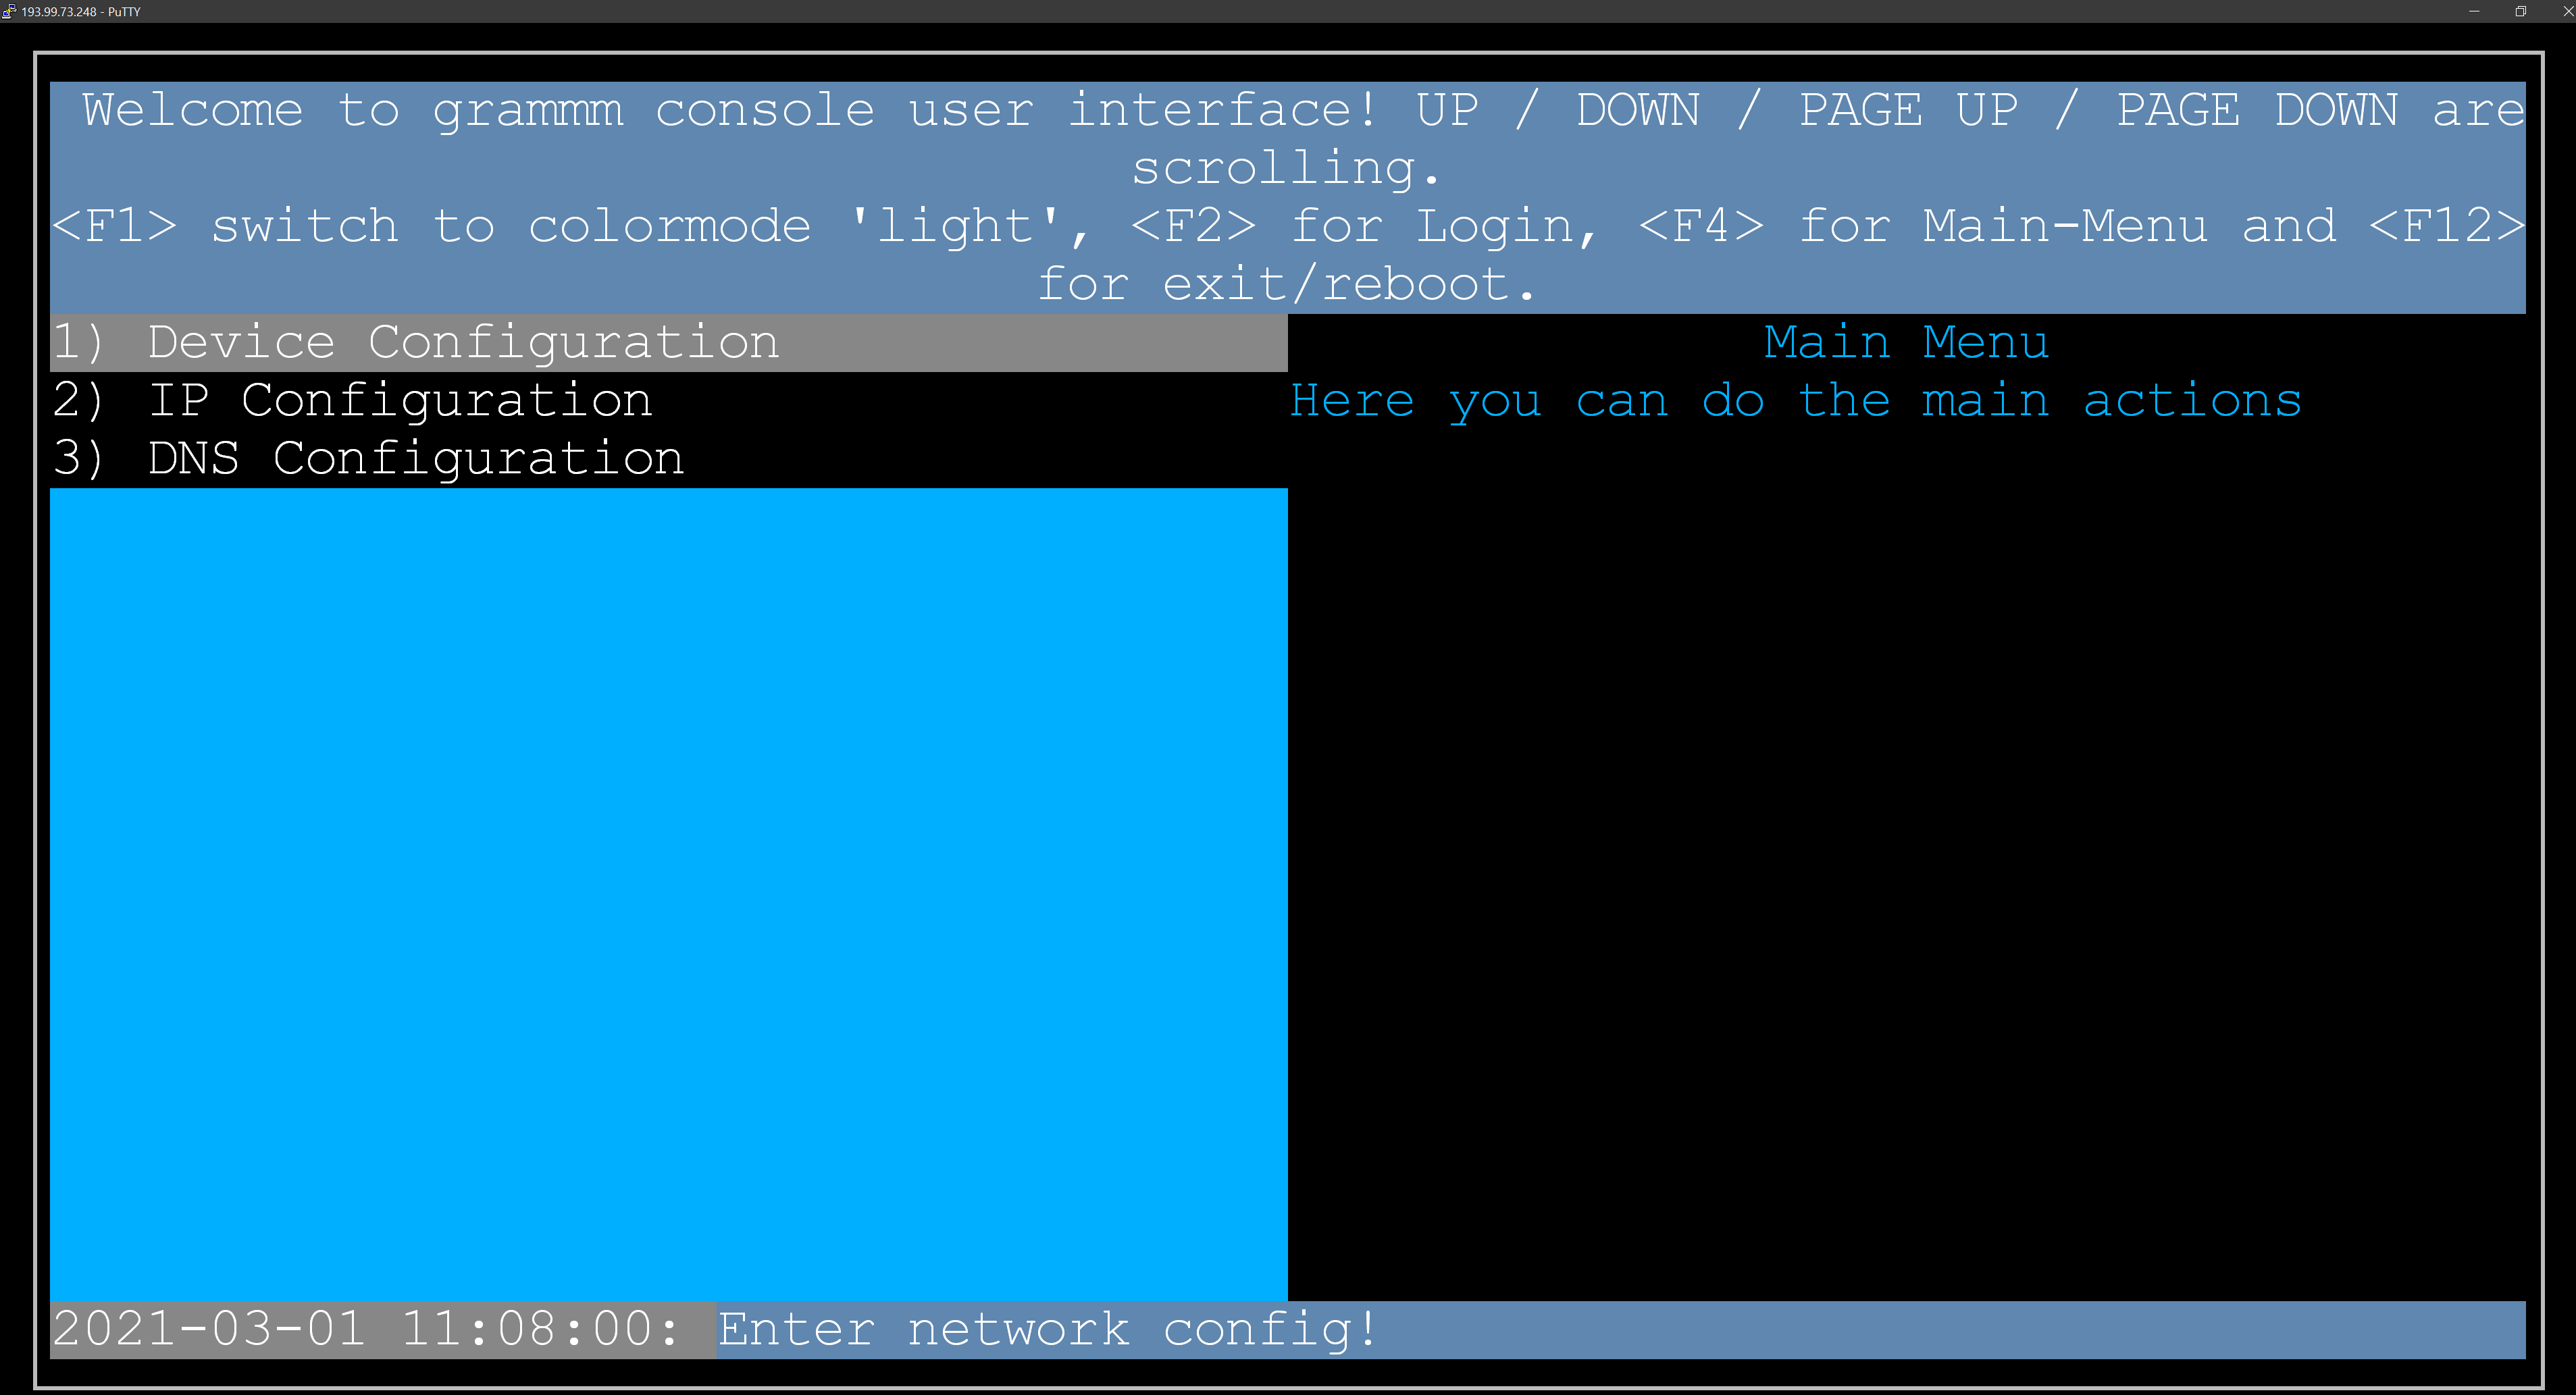 193.99.73.248 - PuTTY
Welcome to grammm console user interface! UP / DOWN / PAGE UP / PAGE DOWN are
scrolling.
<F1> switch to colormode 'light', <F2> for Login, <F4> for Main-Menu and <F12>
for exit/reboot.
1) Device Configuration
2) IP Configuration
3) DNS Configuration
Main Menu
Here you can do the main actions
2021-03-01 11:08:00: Enter network config!